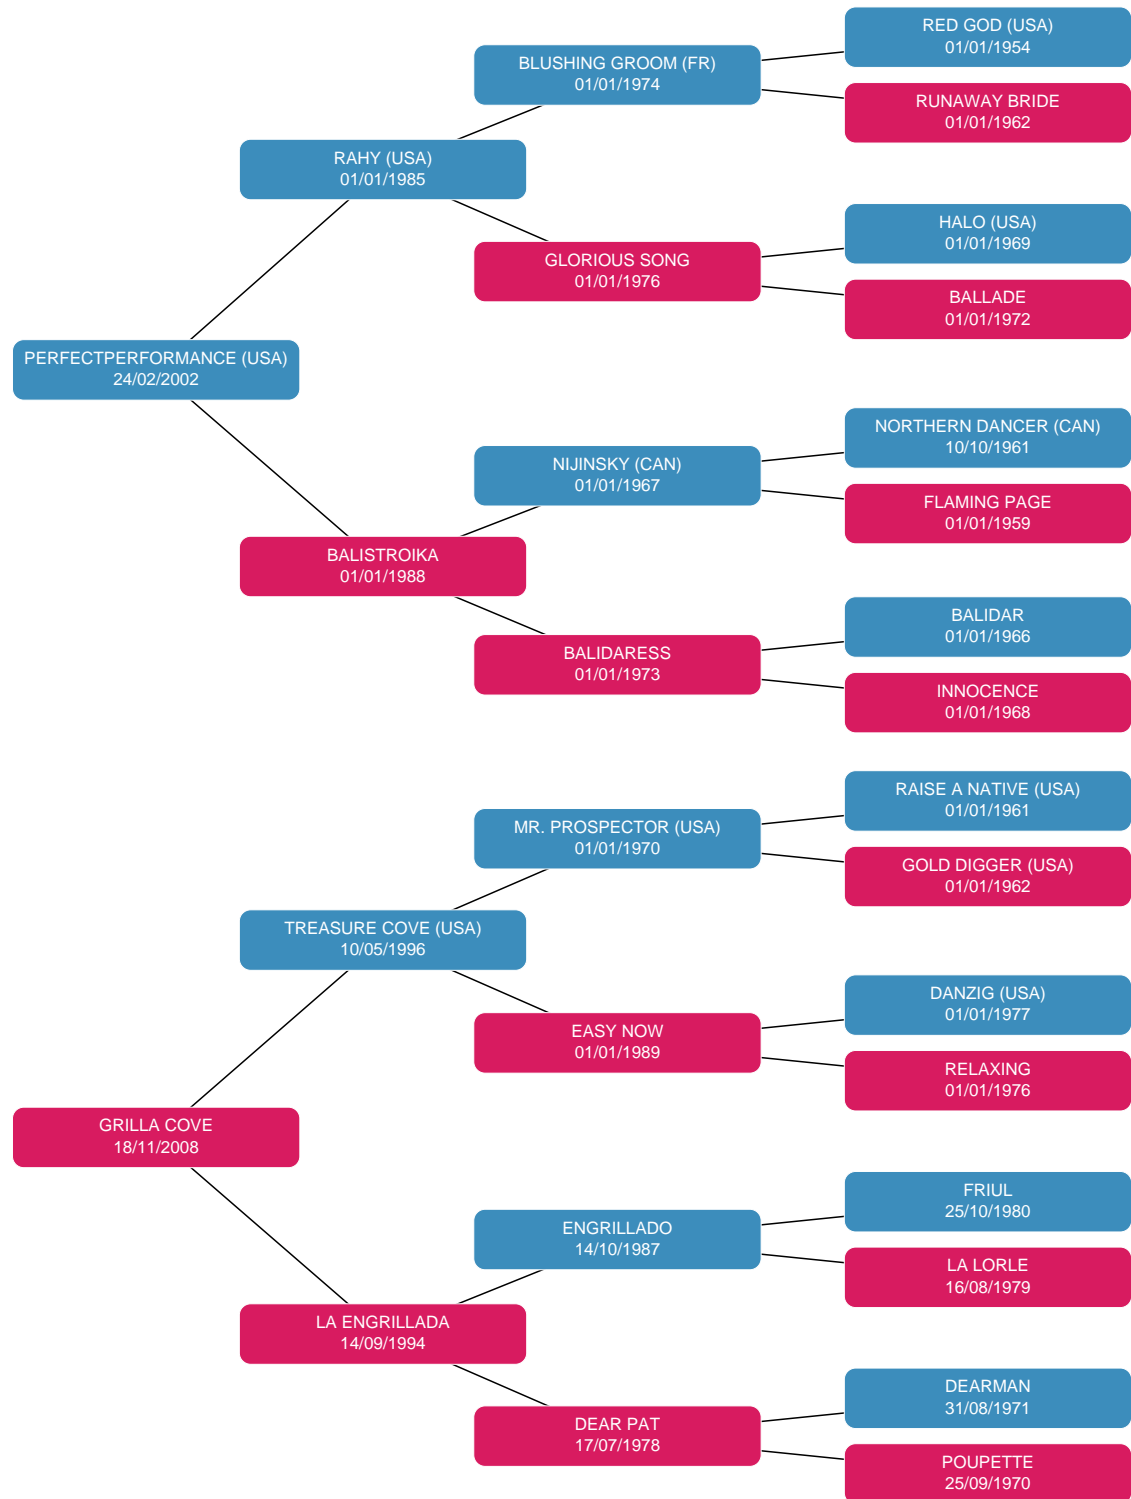 RED GOD (USA)
01/01/1954
BLUSHING GROOM (FR)
01/01/1974
RUNAWAY BRIDE
01/01/1962
RAHY (USA)
01/01/1985
HALO (USA)
01/01/1969
GLORIOUS SONG
01/01/1976
BALLADE
01/01/1972
PERFECTPERFORMANCE (USA)
24/02/2002
NORTHERN DANCER (CAN)
10/10/1961
NIJINSKY (CAN)
01/01/1967
FLAMING PAGE
01/01/1959
BALISTROIKA
01/01/1988
BALIDAR
01/01/1966
BALIDARESS
01/01/1973
INNOCENCE
01/01/1968
RAISE A NATIVE (USA)
01/01/1961
MR. PROSPECTOR (USA)
01/01/1970
GOLD DIGGER (USA)
01/01/1962
TREASURE COVE (USA)
10/05/1996
DANZIG (USA)
01/01/1977
EASY NOW
01/01/1989
RELAXING
01/01/1976
GRILLA COVE
18/11/2008
FRIUL
25/10/1980
ENGRILLADO
14/10/1987
LA LORLE
16/08/1979
LA ENGRILLADA
14/09/1994
DEARMAN
31/08/1971
DEAR PAT
17/07/1978
POUPETTE
25/09/1970